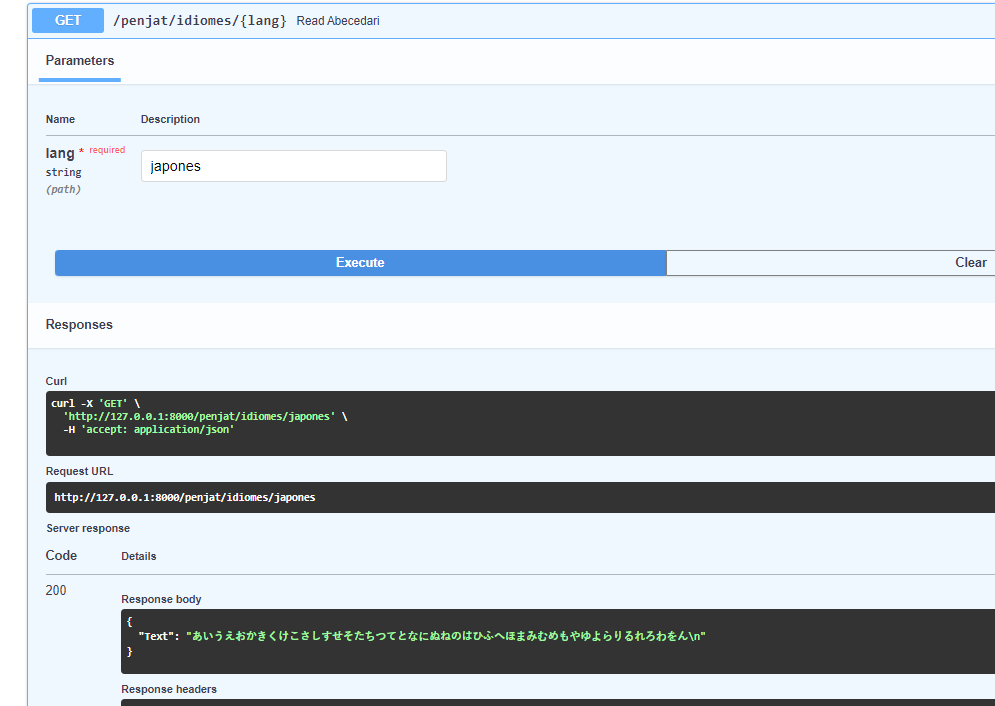 GET /penjat/idiomes/{lang} Read Abecedari
Parameters
Name Description
lang * required
string
(path)
japones
Execute Clear
Responses
Curl
curl -X 'GET' \
'http://127.0.0.1:8000/penjat/idiomes/japones' \
-H 'accept: application/json'
Request URL
http://127.0.0.1:8000/penjat/idiomes/japones
Server response
Code Details
200
Response body
{
"Text": "あいうえおかきくけこさしすせそたちつてとなにぬねのはひふへほまみむめもやゆよらりるれろわをん\n"
}
Response headers